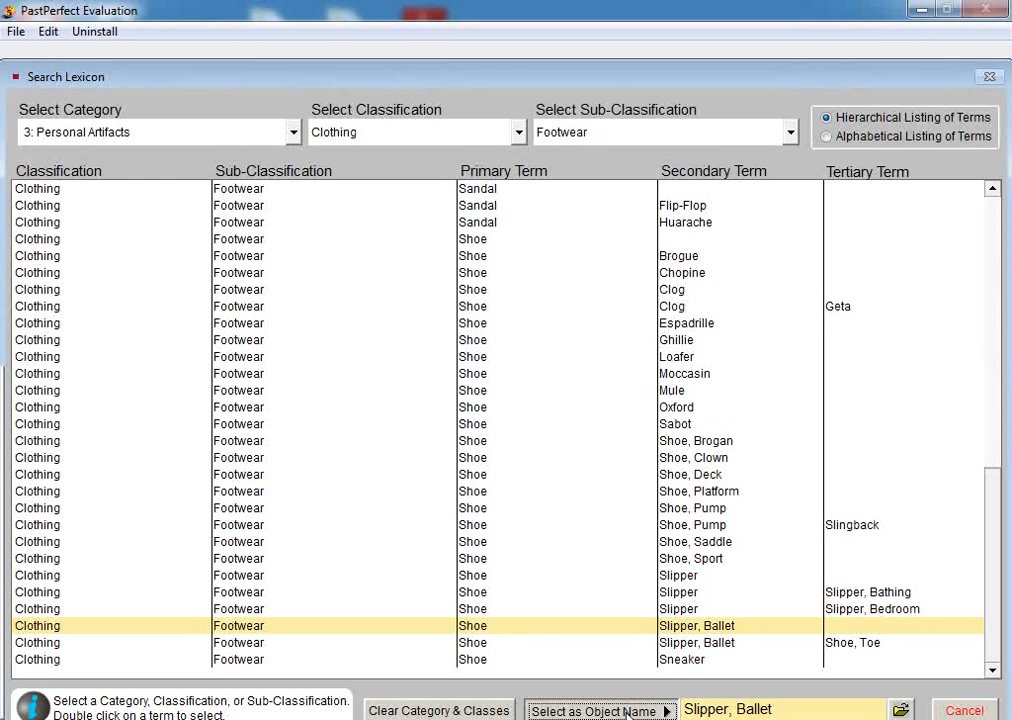 PastPerfect Evaluation
File Edit Uninstall
Search Lexicon
Select Category Select Classification Select Sub-Classification
Hierarchical Listing of Terms
3: Personal Artifacts Clothing Footwear
Alphabetical Listing of Terms
Classification Sub-Classification Primary Term Secondary Term Tertiary Term
Clothing Footwear Sandal
Clothing Footwear Sandal Flip-Flop
Clothing Footwear Sandal Huarache
Clothing Footwear Shoe
Clothing Footwear Shoe Brogue
Clothing Footwear Shoe Chopine
Clothing Footwear Shoe Clog
Clothing Footwear Shoe Clog Geta
Clothing Footwear Shoe Espadrille
Clothing Footwear Shoe Ghillie
Clothing Footwear Shoe Loafer
Clothing Footwear Shoe Moccasin
Clothing Footwear Shoe Mule
Clothing Footwear Shoe Oxford
Clothing Footwear Shoe Sabot
Clothing Footwear Shoe Shoe, Brogan
Clothing Footwear Shoe Shoe, Clown
Clothing Footwear Shoe Shoe, Deck
Clothing Footwear Shoe Shoe, Platform
Clothing Footwear Shoe Shoe, Pump
Clothing Footwear Shoe Shoe, Pump Slingback
Clothing Footwear Shoe Shoe, Saddle
Clothing Footwear Shoe Shoe, Sport
Clothing Footwear Shoe Slipper
Clothing Footwear Shoe Slipper Slipper, Bathing
Clothing Footwear Shoe Slipper Slipper, Bedroom
Clothing Footwear Shoe Slipper, Ballet
Clothing Footwear Shoe Slipper, Ballet Shoe, Toe
Clothing Footwear Shoe Sneaker
Select a Category, Classification, or Sub-Classification.
Double click on a term to select.
Clear Category & Classes Select as Object Name Slipper, Ballet Cancel